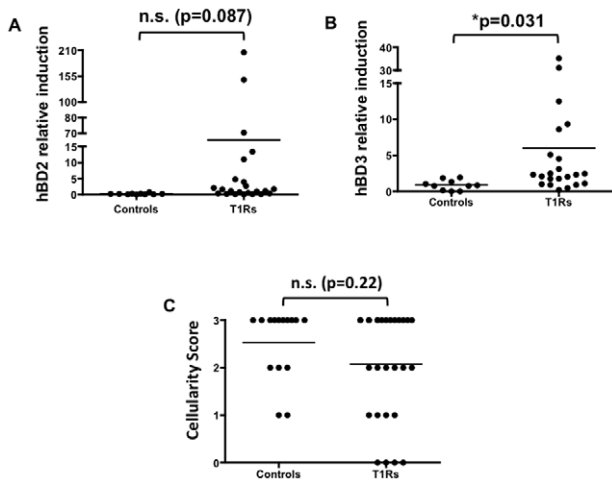 A
n.s. (p=0.087)
hBD2 relative induction
210
155
100
80
70
15
10
5
0
Controls
T1Rs
B
*p=0.031
hBD3 relative induction
40
30
15
10
5
0
Controls
T1Rs
C
n.s. (p=0.22)
Cellularity Score
3
2
1
0
Controls
T1Rs